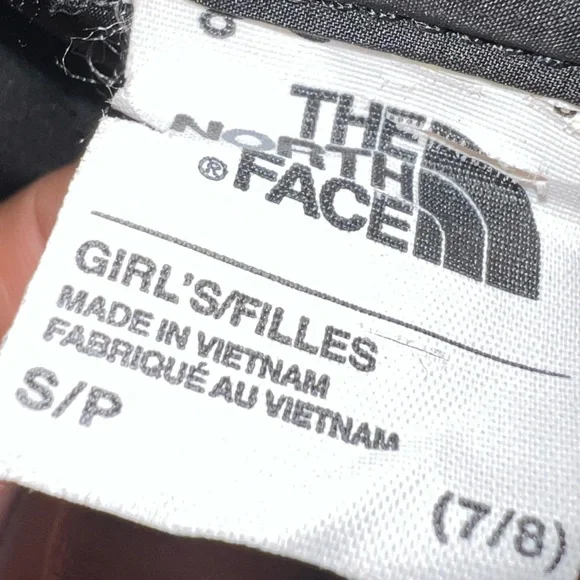 THE
NORTH
FACE
®
GIRL'S/FILLES
MADE IN VIETNAM
FABRIQUÉ AU VIETNAM
S/P
(7/8)